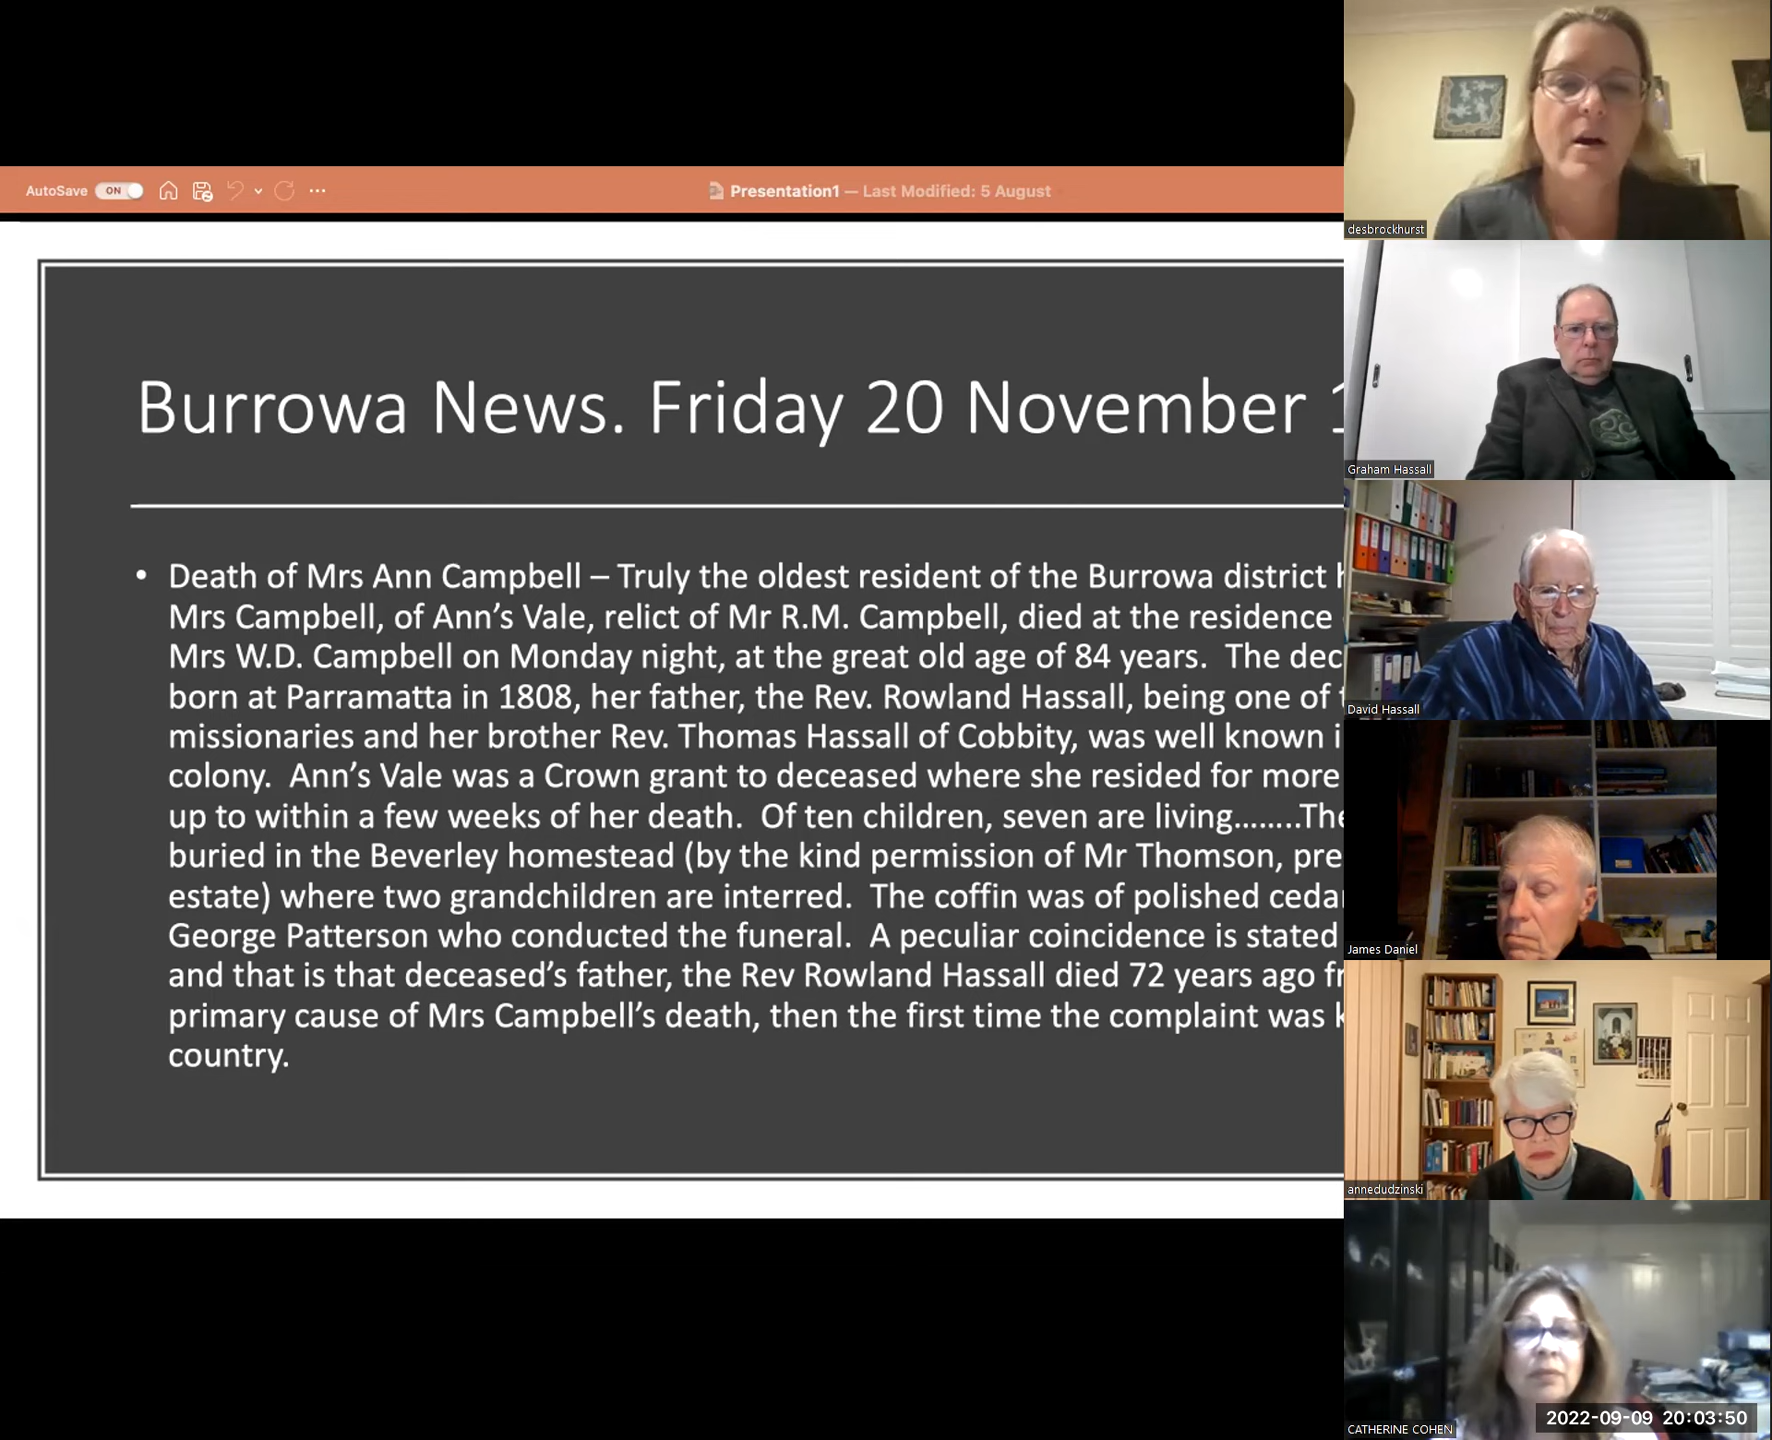 AutoSave ON
Presentation1 — Last Modified: 5 August
Burrowa News. Friday 20 November
• Death of Mrs Ann Campbell – Truly the oldest resident of the Burrowa district
Mrs Campbell, of Ann's Vale, relict of Mr R.M. Campbell, died at the residence
Mrs W.D. Campbell on Monday night, at the great old age of 84 years. The dec
born at Parramatta in 1808, her father, the Rev. Rowland Hassall, being one of
missionaries and her brother Rev. Thomas Hassall of Cobbity, was well known i
colony. Ann's Vale was a Crown grant to deceased where she resided for more
up to within a few weeks of her death. Of ten children, seven are living........The
buried in the Beverley homestead (by the kind permission of Mr Thomson, pre
estate) where two grandchildren are interred. The coffin was of polished cedar
George Patterson who conducted the funeral. A peculiar coincidence is stated
and that is that deceased's father, the Rev Rowland Hassall died 72 years ago fr
primary cause of Mrs Campbell's death, then the first time the complaint was
country.
desbrockhurst
Graham Hassall
David Hassall
James Daniel
annedudzinski
CATHERINE COHEN
2022-09-09 20:03:50